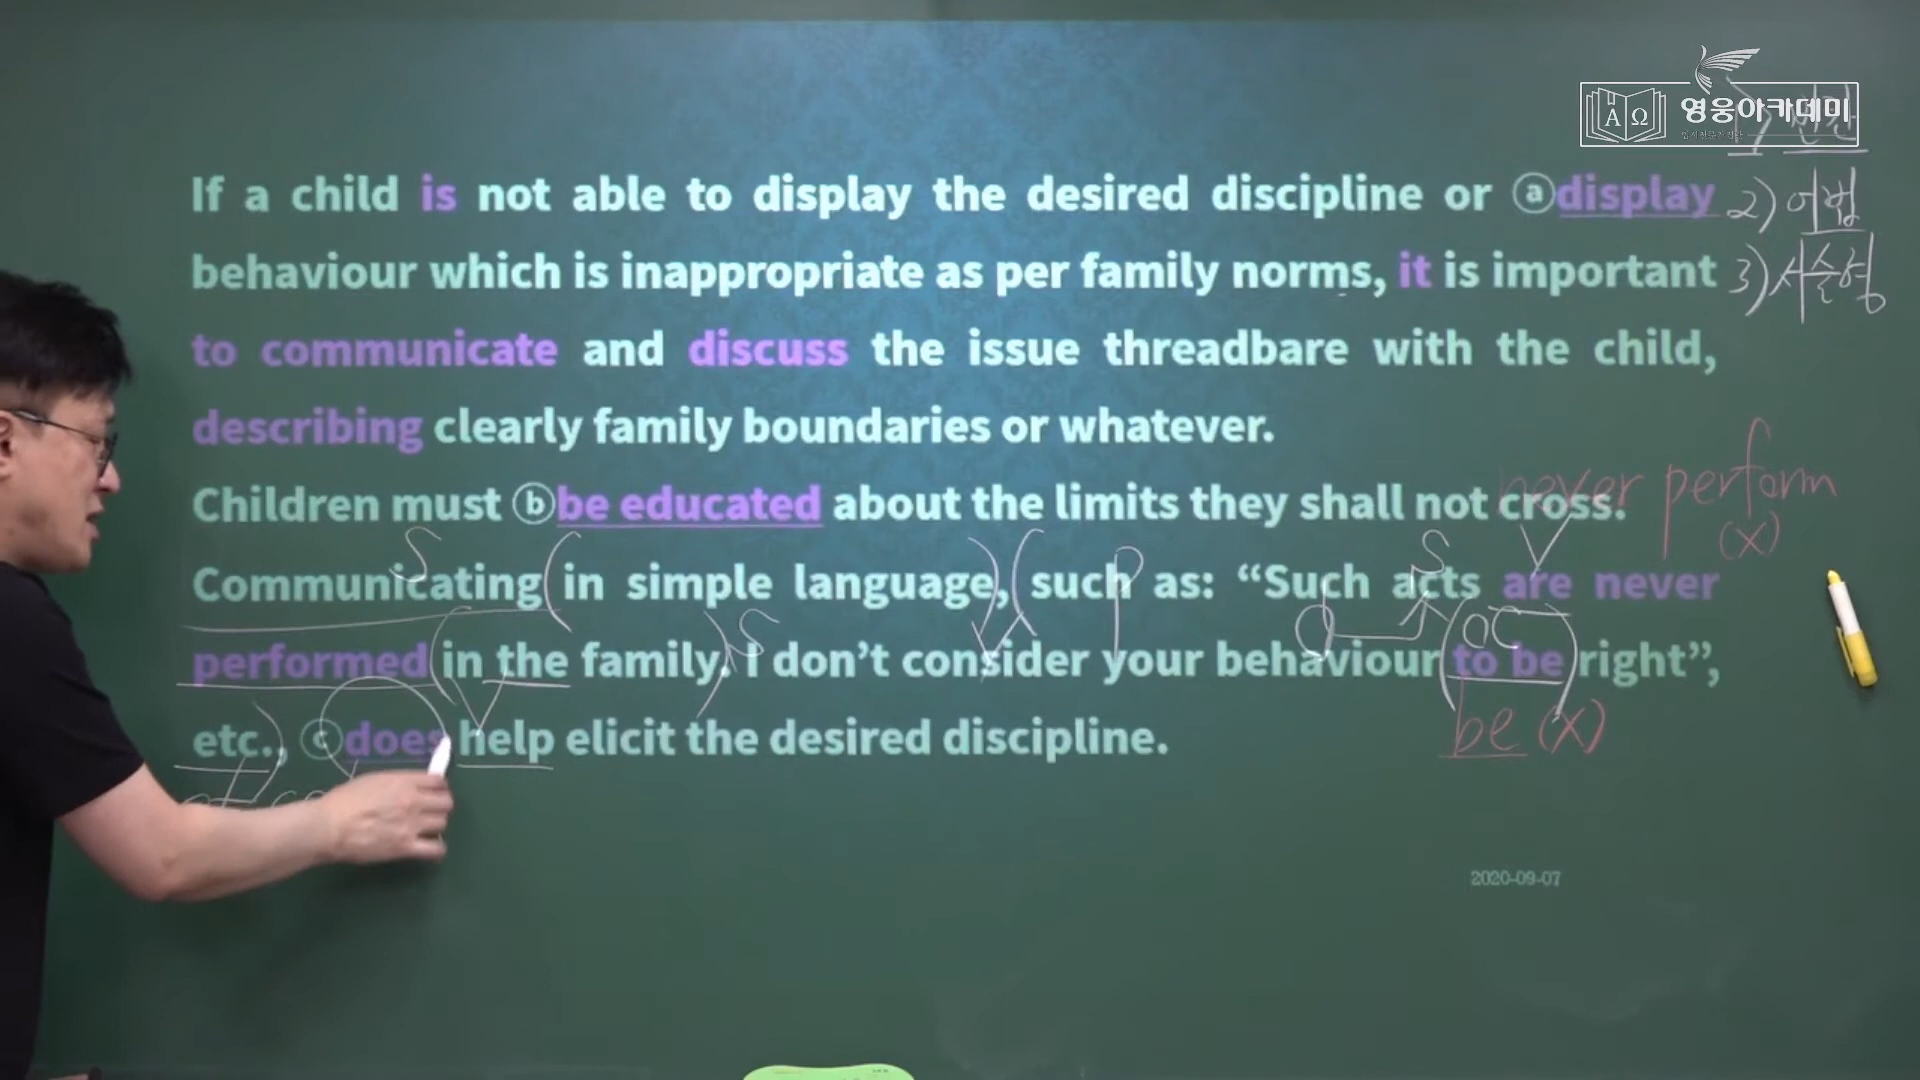 영웅아카데미
If a child is not able to display the desired discipline or ⓐdisplay
2) 어법
behaviour which is inappropriate as per family norms, it is important
3) 서술형
to communicate and discuss the issue threadbare with the child,
describing clearly family boundaries or whatever.
never perform
(X)
Children must ⓑbe educated about the limits they shall not cross.
S
S
V
Communicating in simple language, such as: “Such acts are never
P
O
OC
S
performed in the family. I don’t consider your behaviour to be right”,
V
be (X)
etc., ⓒdoes help elicit the desired discipline.
2020-09-07